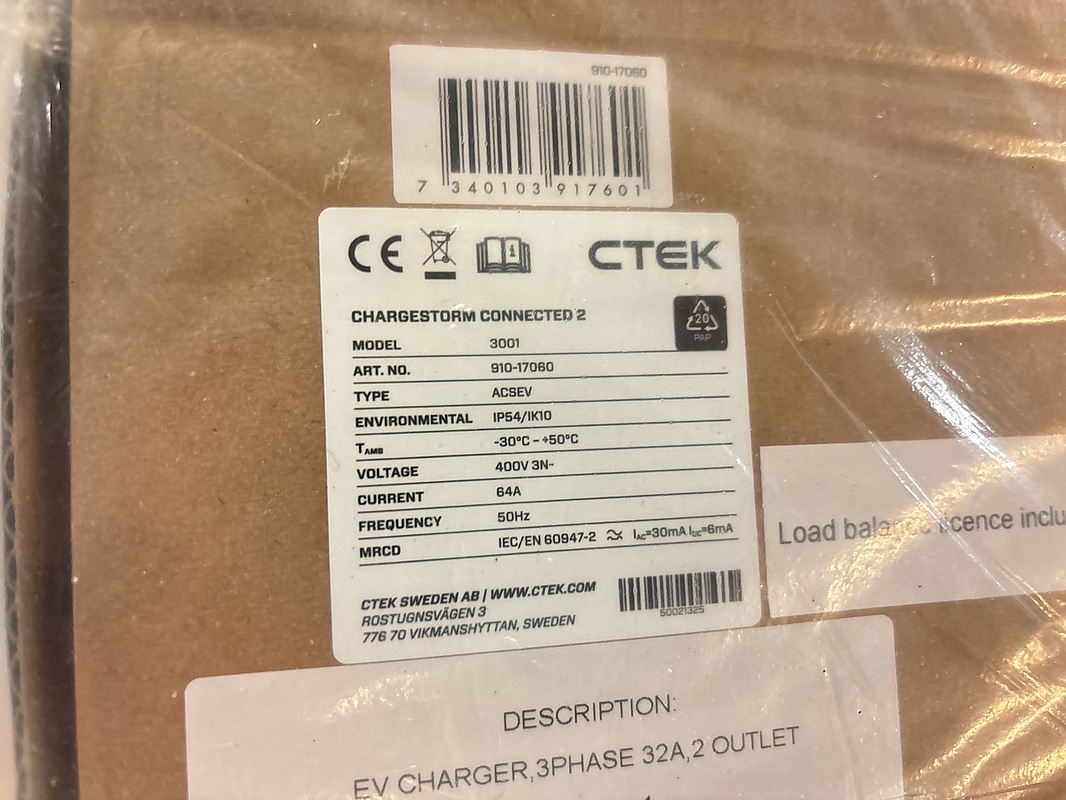 910-17060
7 340103 917601
CE
CTEK
CHARGESTORM CONNECTED 2
20
PAP
MODEL 3001
ART. NO. 910-17060
TYPE ACSEV
ENVIRONMENTAL IP54/IK10
TAMB -30°C - +50°C
VOLTAGE 400V 3N~
CURRENT 64A
FREQUENCY 50Hz
MRCD IEC/EN 60947-2 IAC=30mA IDC=6mA
CTEK SWEDEN AB | WWW.CTEK.COM
ROSTUGNSVÄGEN 3
776 70 VIKMANSHYTTAN, SWEDEN
50021325
Load balance licence inclu
DESCRIPTION:
EV CHARGER,3PHASE 32A,2 OUTLET